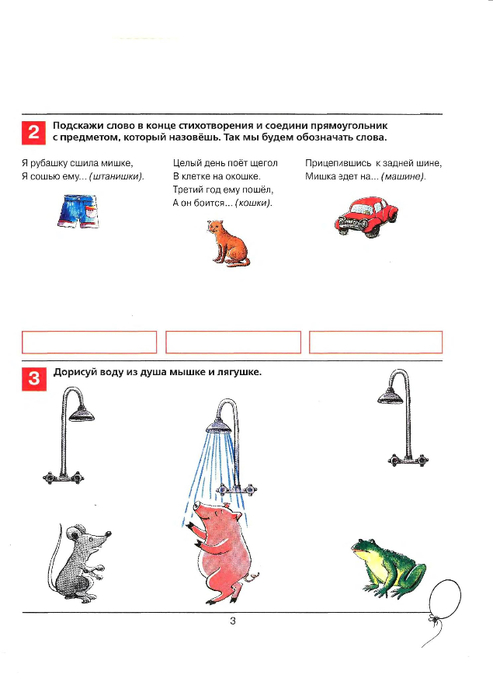 2
Подскажи слово в конце стихотворения и соедини прямоугольник
с предметом, который назовёшь. Так мы будем обозначать слова.
Я рубашку сшила мишке,
Я сошью ему... (штанишки).
Целый день поёт щегол
В клетке на окошке.
Третий год ему пошёл,
А он боится... (кошки).
Прицепившись к задней шине,
Мишка едет на... (машине).
3
Дорисуй воду из душа мышке и лягушке.
3